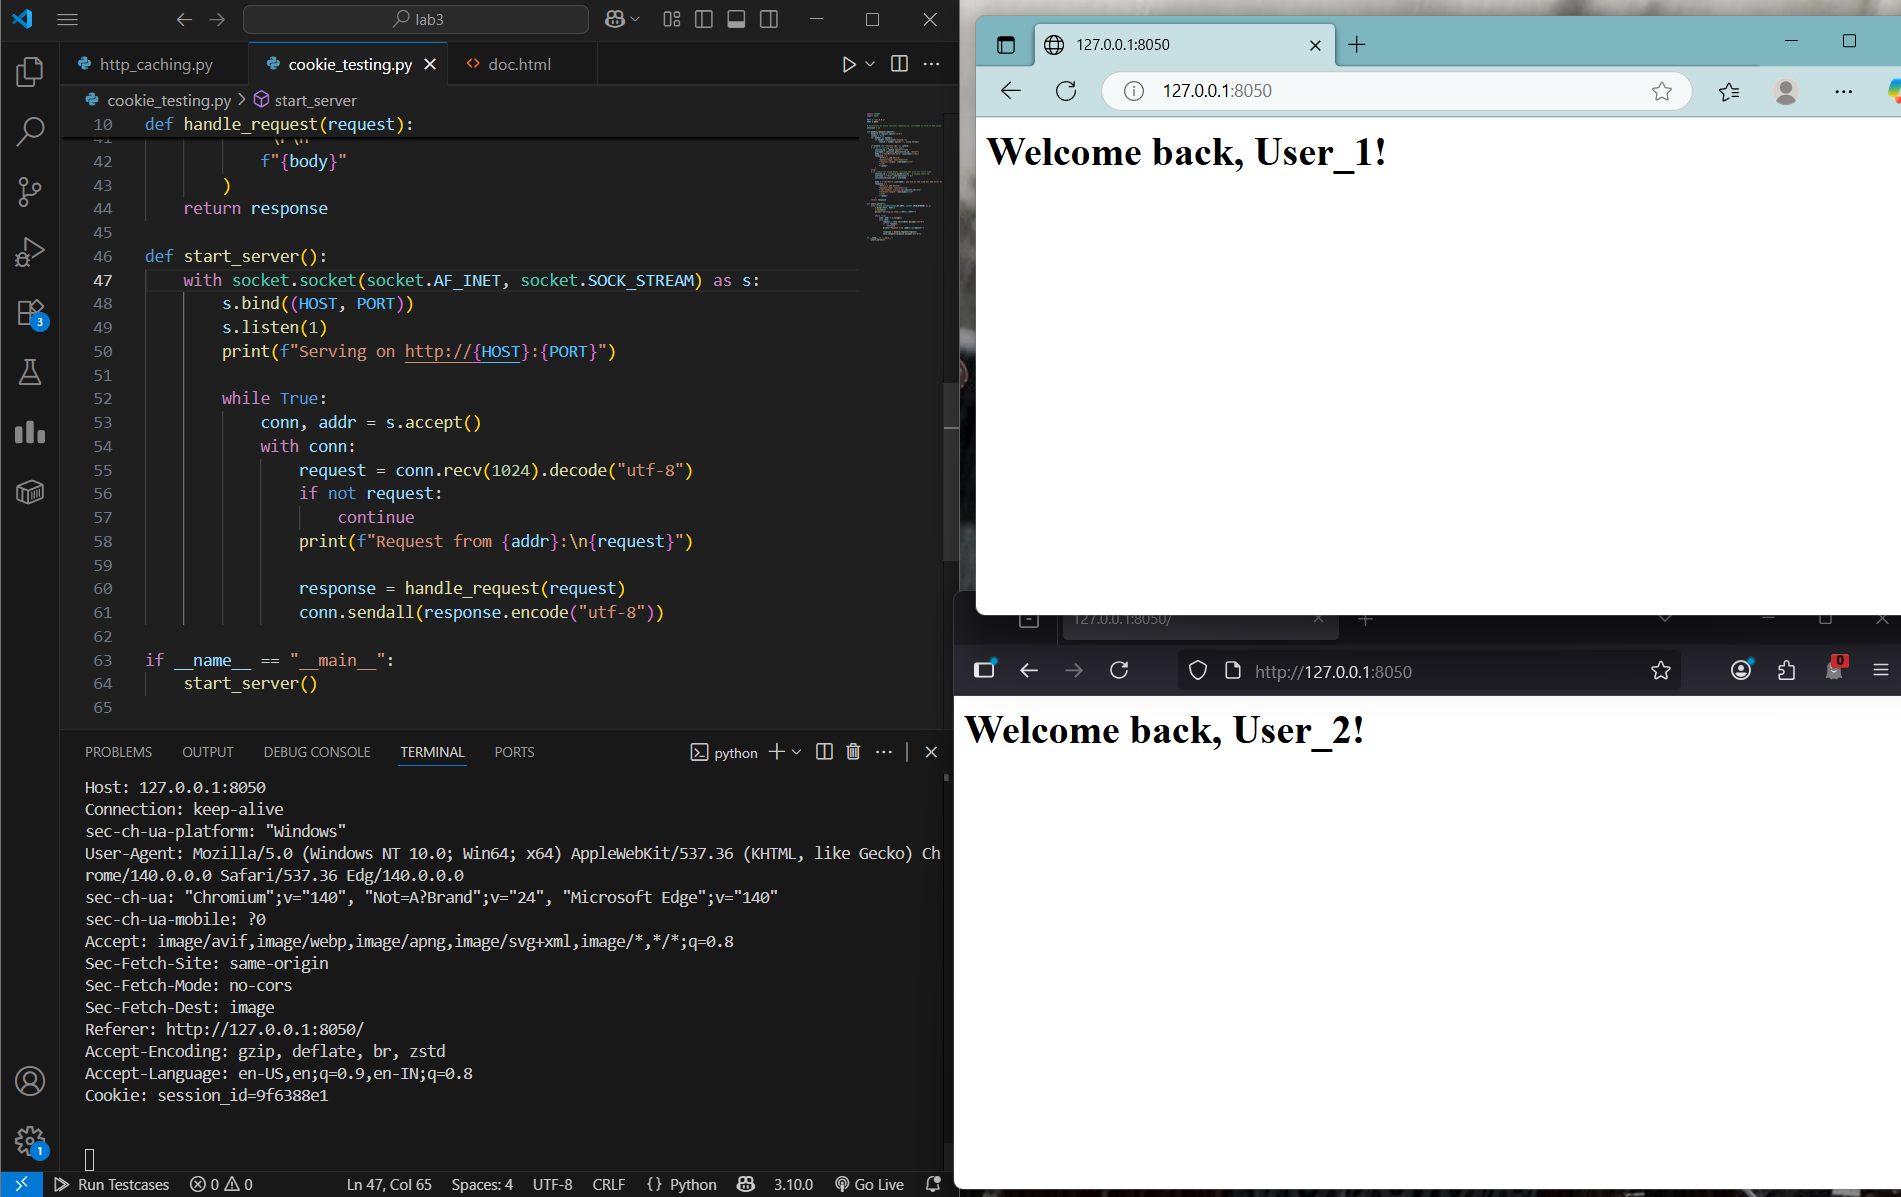 lab3
http_caching.py
cookie_testing.py
doc.html
cookie_testing.py > start_server
10 def handle_request(request):
42 f"{body}"
43 )
44 return response
45
46 def start_server():
47 with socket.socket(socket.AF_INET, socket.SOCK_STREAM) as s:
48 s.bind((HOST, PORT))
49 s.listen(1)
50 print(f"Serving on http://{HOST}:{PORT}")
51
52 while True:
53 conn, addr = s.accept()
54 with conn:
55 request = conn.recv(1024).decode("utf-8")
56 if not request:
57 continue
58 print(f"Request from {addr}:\n{request}")
59
60 response = handle_request(request)
61 conn.sendall(response.encode("utf-8"))
62
63 if __name__ == "__main__":
64 start_server()
65
3
PROBLEMS OUTPUT DEBUG CONSOLE TERMINAL PORTS
python
Host: 127.0.0.1:8050
Connection: keep-alive
sec-ch-ua-platform: "Windows"
User-Agent: Mozilla/5.0 (Windows NT 10.0; Win64; x64) AppleWebKit/537.36 (KHTML, like Gecko) Ch
rome/140.0.0.0 Safari/537.36 Edg/140.0.0.0
sec-ch-ua: "Chromium";v="140", "Not=A?Brand";v="24", "Microsoft Edge";v="140"
sec-ch-ua-mobile: ?0
Accept: image/avif,image/webp,image/apng,image/svg+xml,image/*,*/*;q=0.8
Sec-Fetch-Site: same-origin
Sec-Fetch-Mode: no-cors
Sec-Fetch-Dest: image
Referer: http://127.0.0.1:8050/
Accept-Encoding: gzip, deflate, br, zstd
Accept-Language: en-US,en;q=0.9,en-IN;q=0.8
Cookie: session_id=9f6388e1
1
Run Testcases 0 0 Ln 47, Col 65 Spaces: 4 UTF-8 CRLF {} Python 3.10.0 Go Live
127.0.0.1:8050
127.0.0.1:8050
Welcome back, User_1!
127.0.0.1:8050/
http://127.0.0.1:8050
0
Welcome back, User_2!